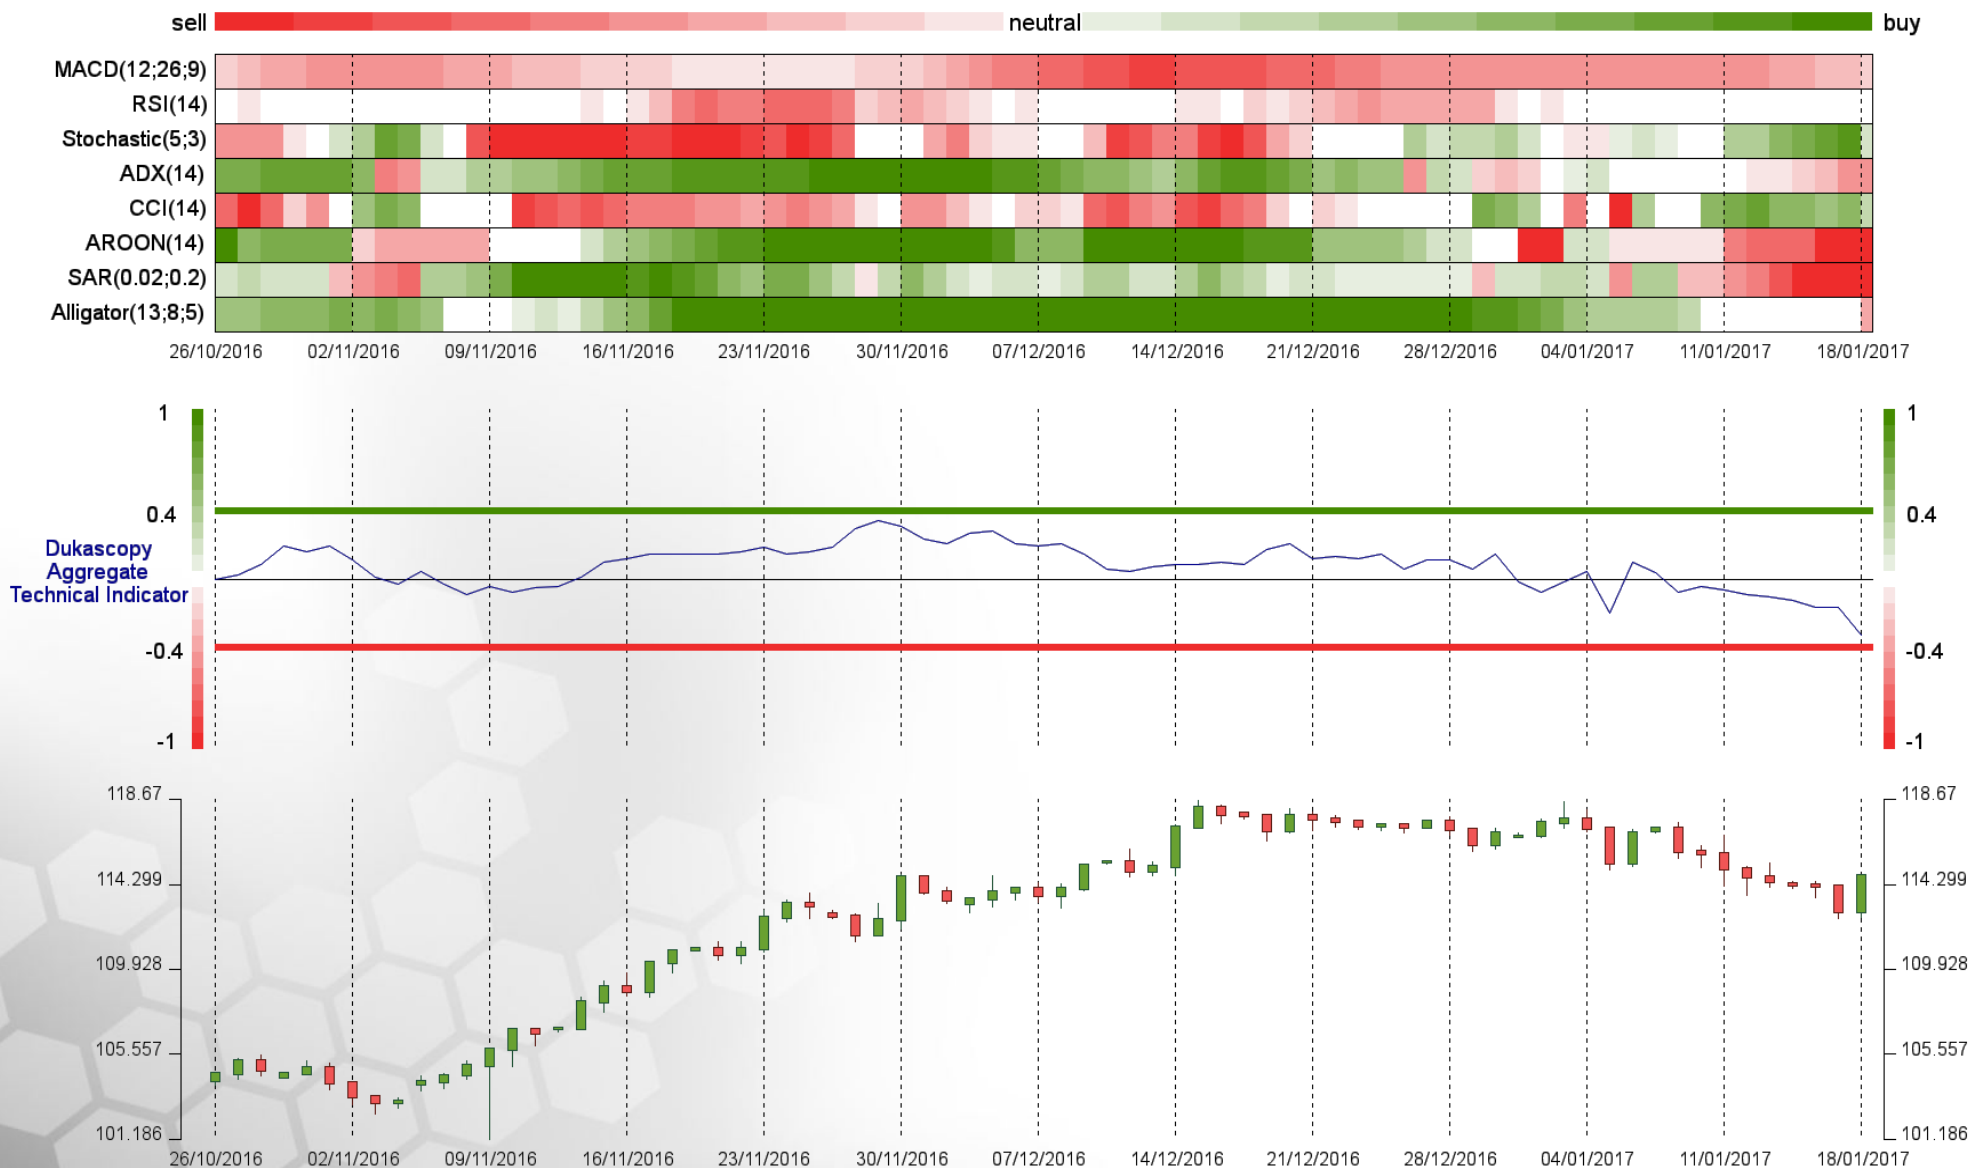 sell neutral buy
MACD(12;26;9)
RSI(14)
Stochastic(5;3)
ADX(14)
CCI(14)
AROON(14)
SAR(0.02;0.2)
Alligator(13;8;5)
26/10/2016 02/11/2016 09/11/2016 16/11/2016 23/11/2016 30/11/2016 07/12/2016 14/12/2016 21/12/2016 28/12/2016 04/01/2017 11/01/2017 18/01/2017
1 1
0.4 0.4
Dukascopy
Aggregate
Technical Indicator
-0.4 -0.4
-1 -1
118.67 118.67
114.299 114.299
109.928 109.928
105.557 105.557
101.186 101.186
26/10/2016 02/11/2016 09/11/2016 16/11/2016 23/11/2016 30/11/2016 07/12/2016 14/12/2016 21/12/2016 28/12/2016 04/01/2017 11/01/2017 18/01/2017